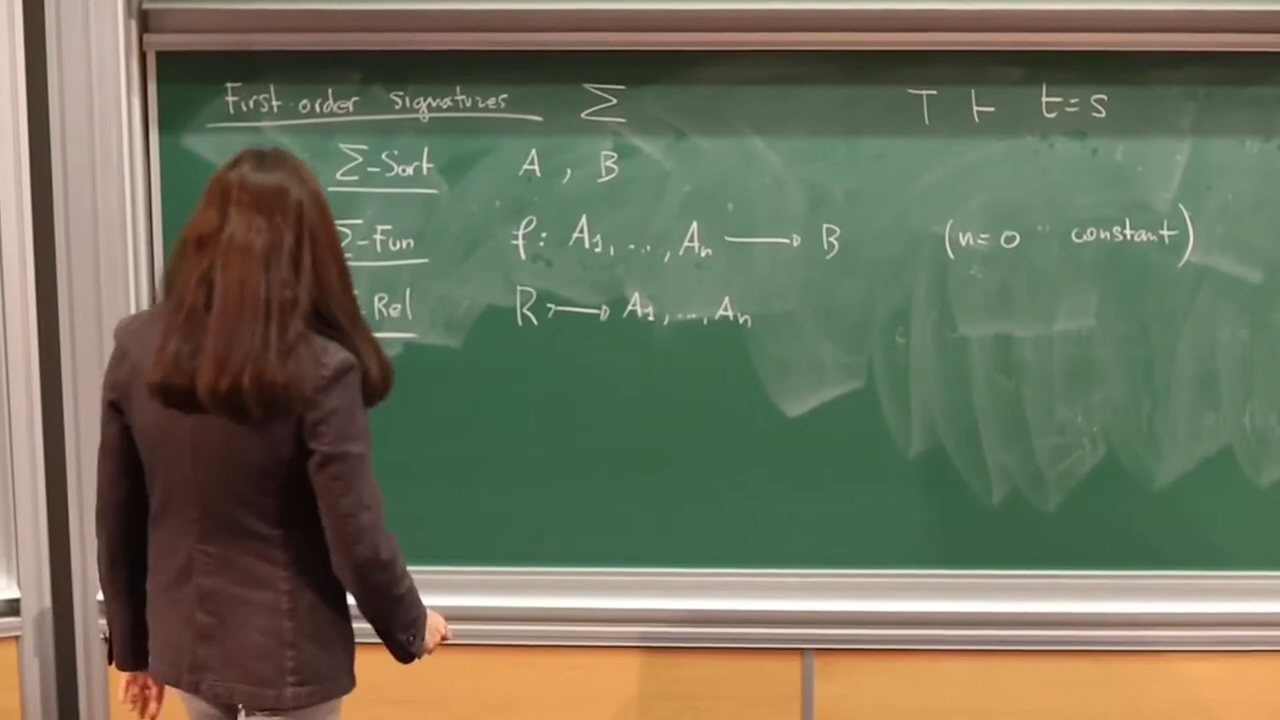 First-order signatures Σ T ⊢ t=s
Σ-Sort A , B
Σ-Fun f: A₁, ..., Aₙ ⟶ B (n=0 constant)
Rel R ↣ A₁, ..., Aₙ